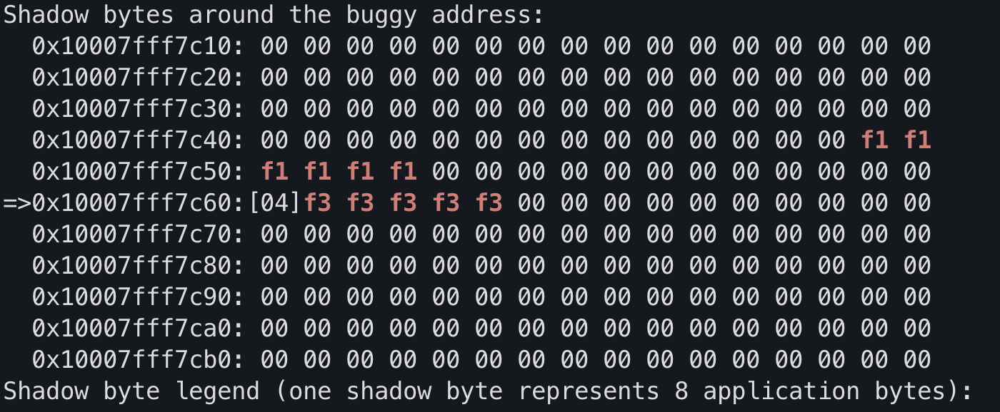 Shadow bytes around the buggy address:
  0x10007fff7c10: 00 00 00 00 00 00 00 00 00 00 00 00 00 00 00 00
  0x10007fff7c20: 00 00 00 00 00 00 00 00 00 00 00 00 00 00 00 00
  0x10007fff7c30: 00 00 00 00 00 00 00 00 00 00 00 00 00 00 00 00
  0x10007fff7c40: 00 00 00 00 00 00 00 00 00 00 00 00 00 00 f1 f1
  0x10007fff7c50: f1 f1 f1 f1 00 00 00 00 00 00 00 00 00 00 00 00
=>0x10007fff7c60:[04]f3 f3 f3 f3 f3 00 00 00 00 00 00 00 00 00 00
  0x10007fff7c70: 00 00 00 00 00 00 00 00 00 00 00 00 00 00 00 00
  0x10007fff7c80: 00 00 00 00 00 00 00 00 00 00 00 00 00 00 00 00
  0x10007fff7c90: 00 00 00 00 00 00 00 00 00 00 00 00 00 00 00 00
  0x10007fff7ca0: 00 00 00 00 00 00 00 00 00 00 00 00 00 00 00 00
  0x10007fff7cb0: 00 00 00 00 00 00 00 00 00 00 00 00 00 00 00 00
Shadow byte legend (one shadow byte represents 8 application bytes):